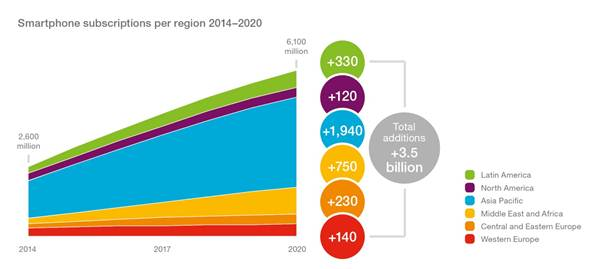 Smartphone subscriptions per region 2014–2020
2,600
million
6,100
million
2014
2017
2020
+330
+120
+1,940
+750
+230
+140
Total
additions
+3.5
billion
Latin America
North America
Asia Pacific
Middle East and Africa
Central and Eastern Europe
Western Europe